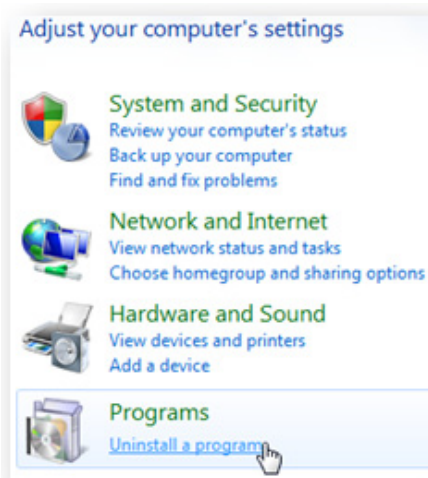 Adjust your computer's settings
System and Security
Review your computer's status
Back up your computer
Find and fix problems
Network and Internet
View network status and tasks
Choose homegroup and sharing options
Hardware and Sound
View devices and printers
Add a device
Programs
Uninstall a program